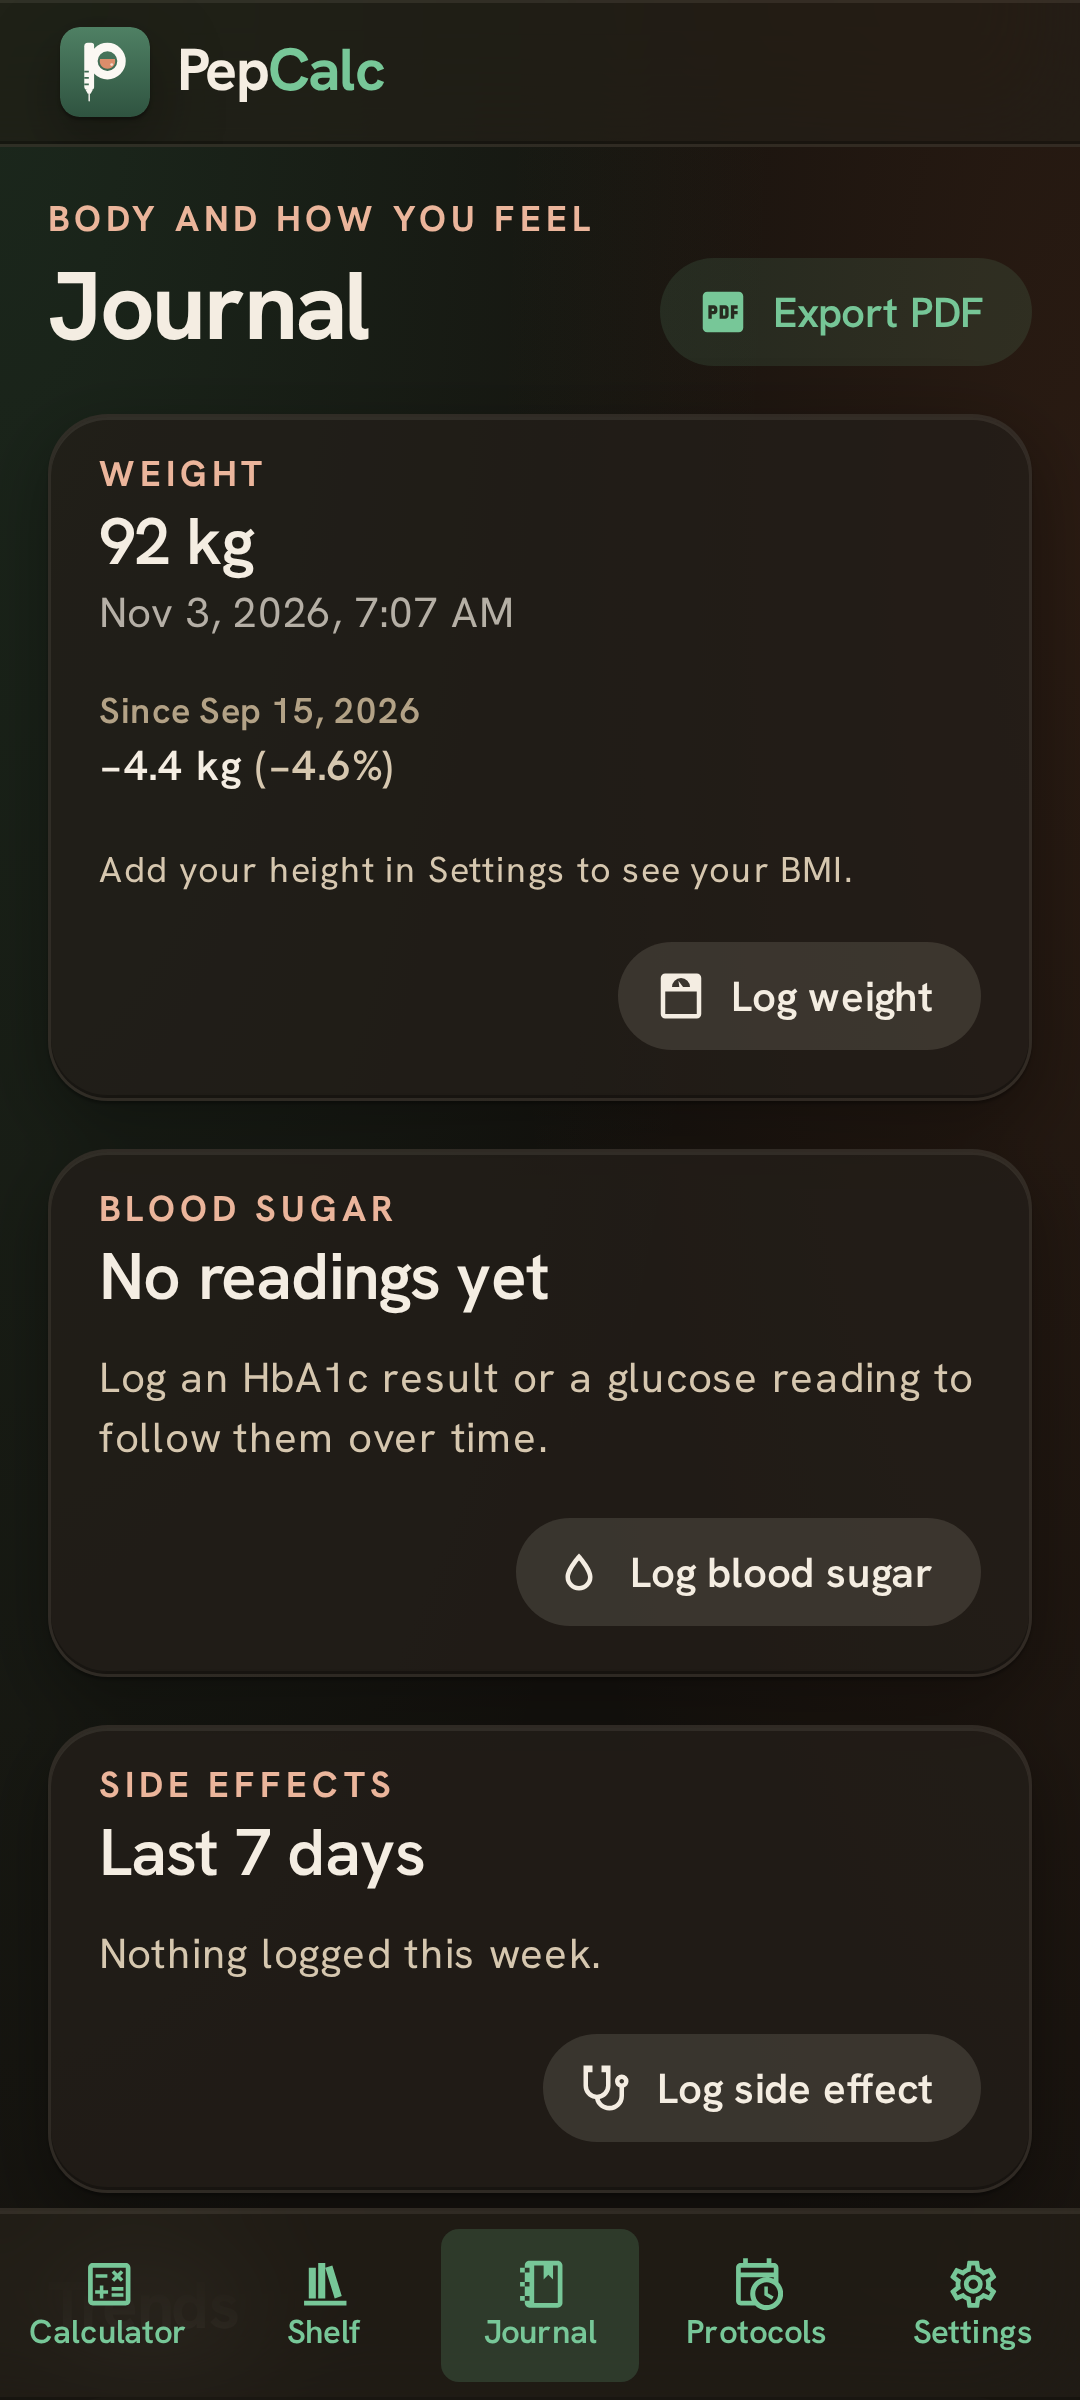 PepCalc
BODY AND HOW YOU FEEL
Journal
PDF Export PDF
WEIGHT
92 kg
Nov 3, 2026, 7:07 AM
Since Sep 15, 2026
−4.4 kg (−4.6%)
Add your height in Settings to see your BMI.
Log weight
BLOOD SUGAR
No readings yet
Log an HbA1c result or a glucose reading to
follow them over time.
Log blood sugar
SIDE EFFECTS
Last 7 days
Nothing logged this week.
Log side effect
Trends
Calculator Shelf Journal Protocols Settings